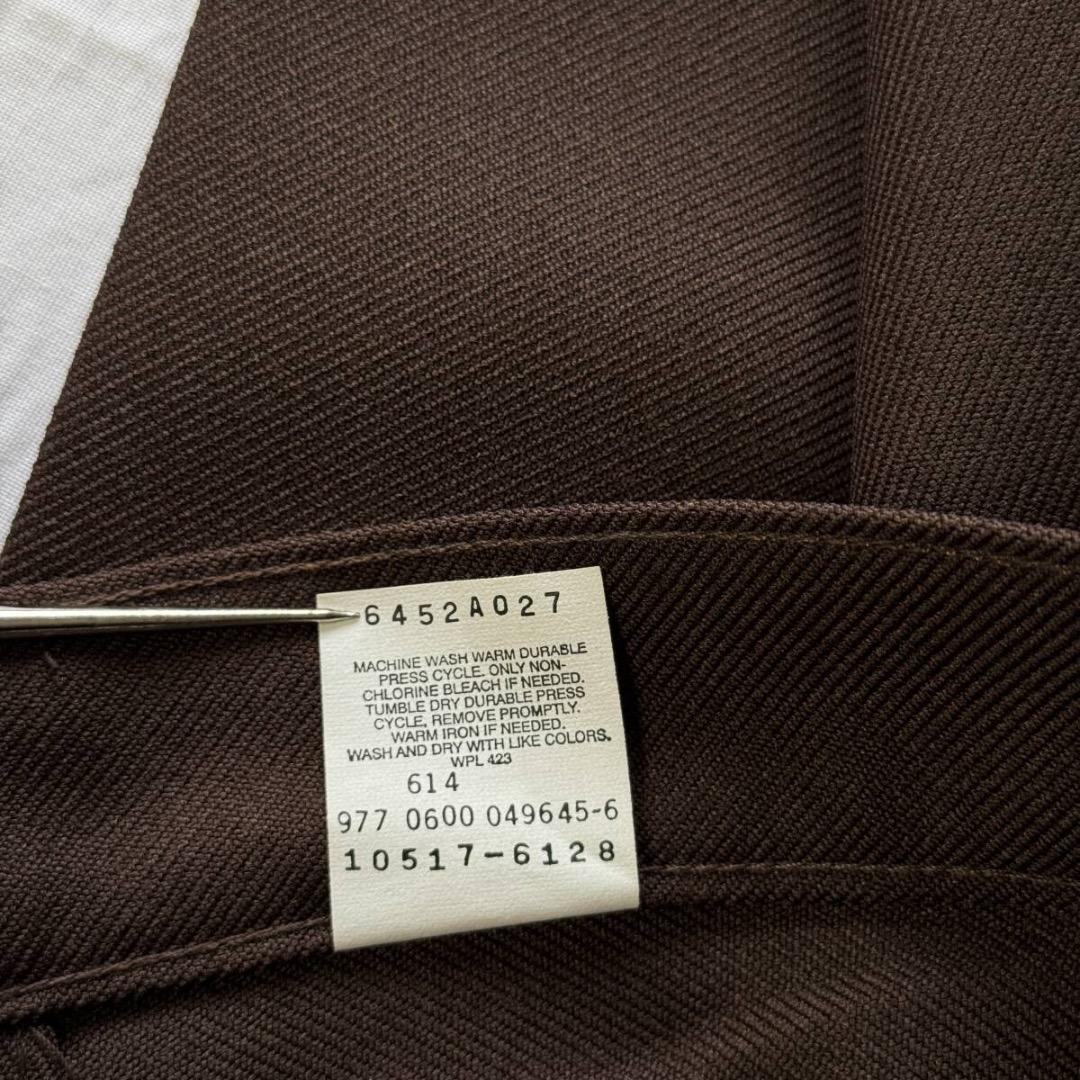 6452A027
MACHINE WASH WARM DURABLE
PRESS CYCLE. ONLY NON-
CHLORINE BLEACH IF NEEDED.
TUMBLE DRY DURABLE PRESS
CYCLE, REMOVE PROMPTLY.
WARM IRON IF NEEDED.
WASH AND DRY WITH LIKE COLORS.
WPL 423
614
977 0600 049645-6
10517-6128